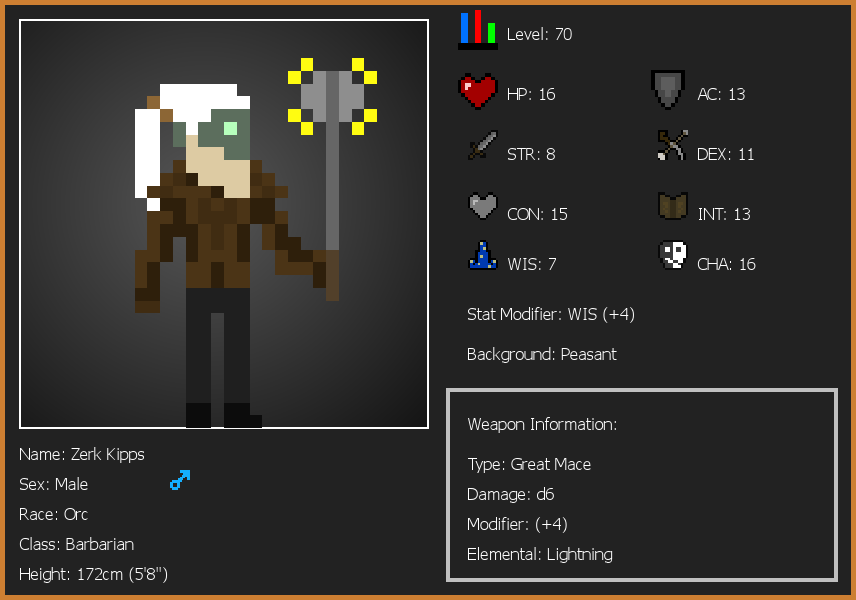 Level: 70
HP: 16
AC: 13
STR: 8
DEX: 11
CON: 15
INT: 13
WIS: 7
CHA: 16
Stat Modifier: WIS (+4)
Background: Peasant
Weapon Information:
Type: Great Mace
Damage: d6
Modifier: (+4)
Elemental: Lightning
Name: Zerk Kipps
Sex: Male
Race: Orc
Class: Barbarian
Height: 172cm (5'8")